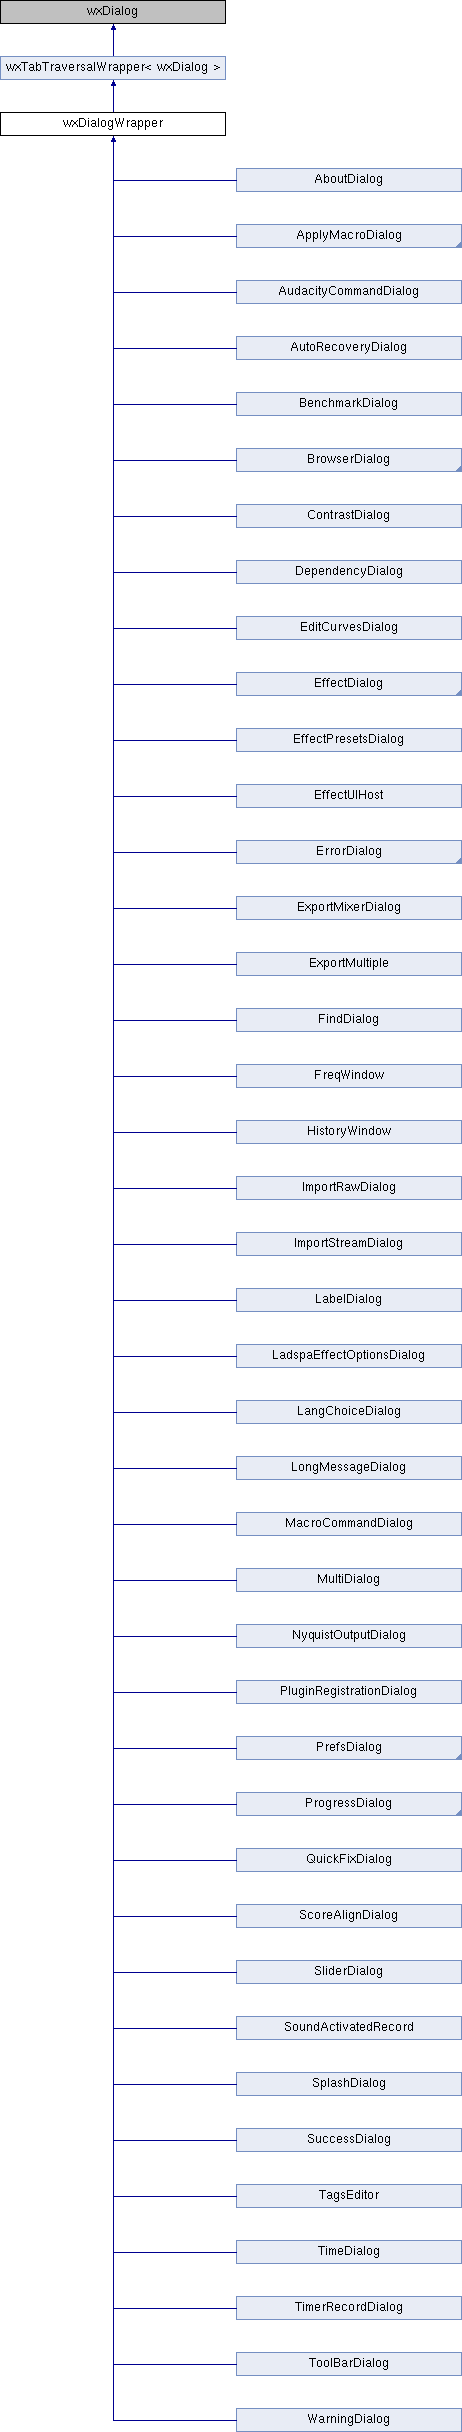 wxDialog
wxTabTraversalWrapper< wxDialog >
wxDialogWrapper
AboutDialog
ApplyMacroDialog
AudacityCommandDialog
AutoRecoveryDialog
BenchmarkDialog
BrowserDialog
ContrastDialog
DependencyDialog
EditCurvesDialog
EffectDialog
EffectPresetsDialog
EffectUIHost
ErrorDialog
ExportMixerDialog
ExportMultiple
FindDialog
FreqWindow
HistoryWindow
ImportRawDialog
ImportStreamDialog
LabelDialog
LadspaEffectOptionsDialog
LangChoiceDialog
LongMessageDialog
MacroCommandDialog
MultiDialog
NyquistOutputDialog
PluginRegistrationDialog
PrefsDialog
ProgressDialog
QuickFixDialog
ScoreAlignDialog
SliderDialog
SoundActivatedRecord
SplashDialog
SuccessDialog
TagsEditor
TimeDialog
TimerRecordDialog
ToolBarDialog
WarningDialog